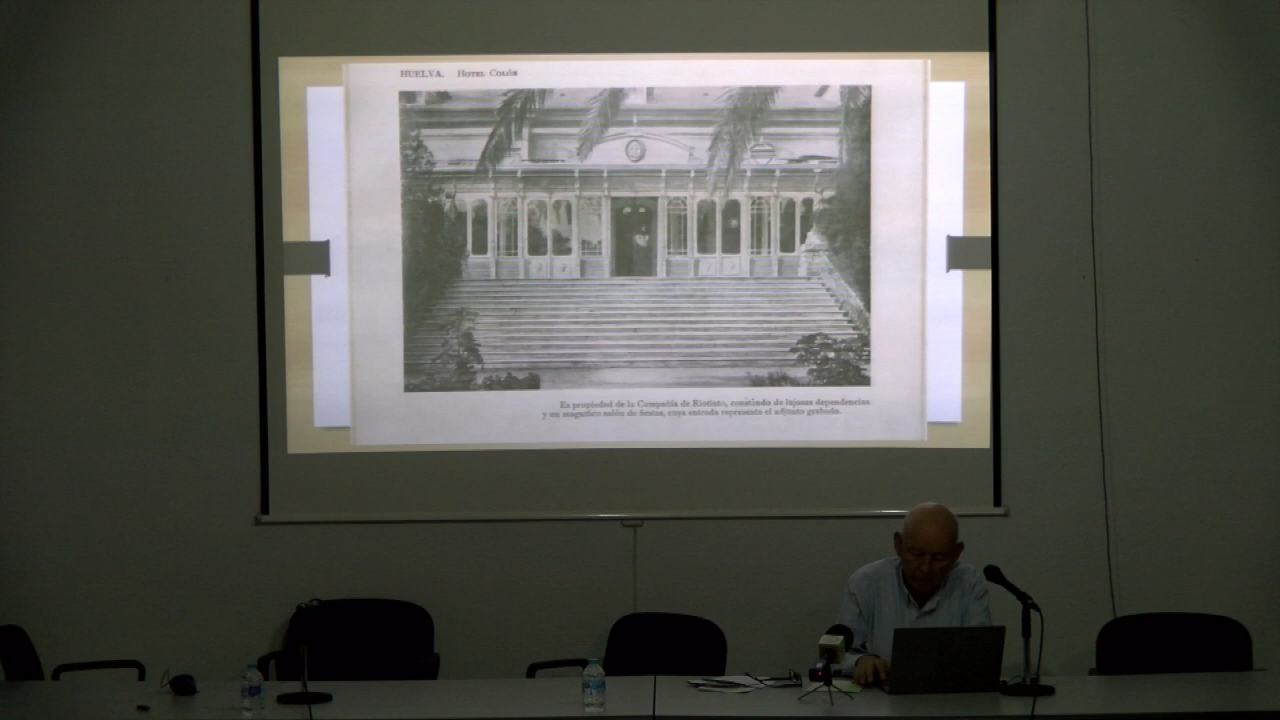 HUELVA. HOTEL COLÓN
Es propiedad de la Compañía de Riotinto, constindo de lujosas dependencias
y un magnífico salón de fiestas, cuya entrada representa el adjunto grabado.